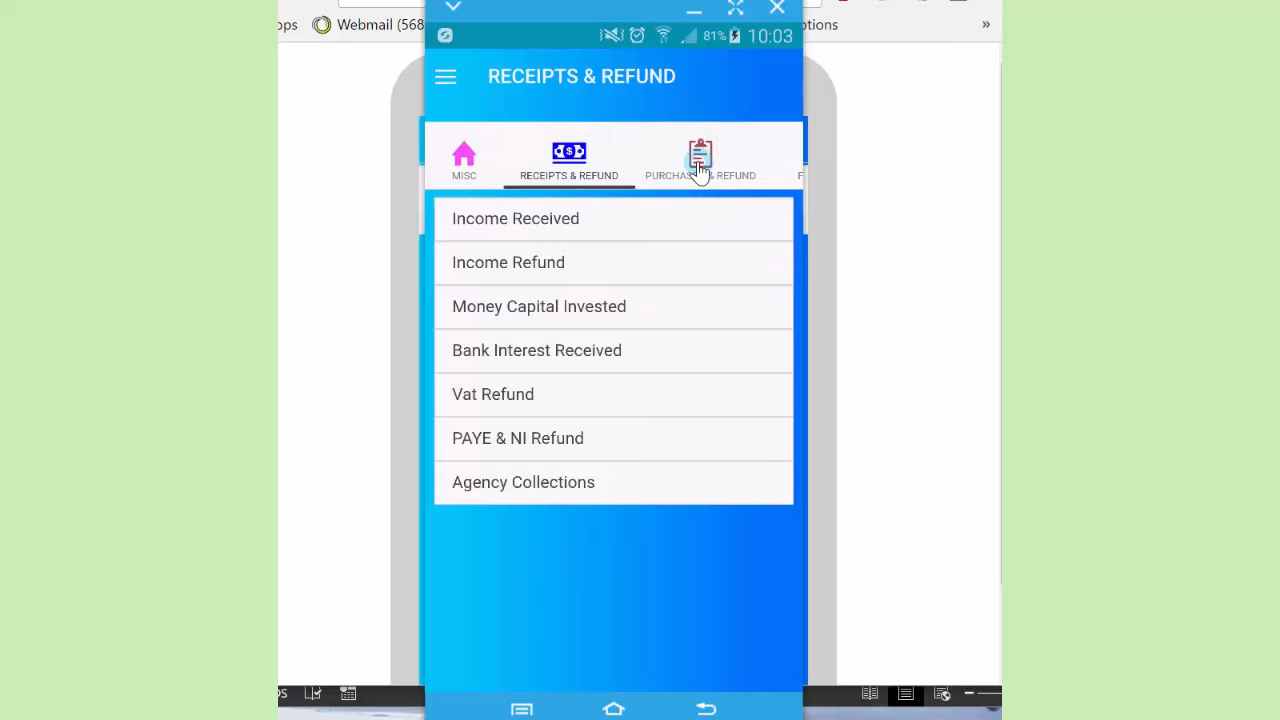 ps Webmail (568 otions »
81% 10:03
RECEIPTS & REFUND
MISC RECEIPTS & REFUND & REFUND F
Income Received
Income Refund
Money Capital Invested
Bank Interest Received
Vat Refund
PAYE & NI Refund
Agency Collections